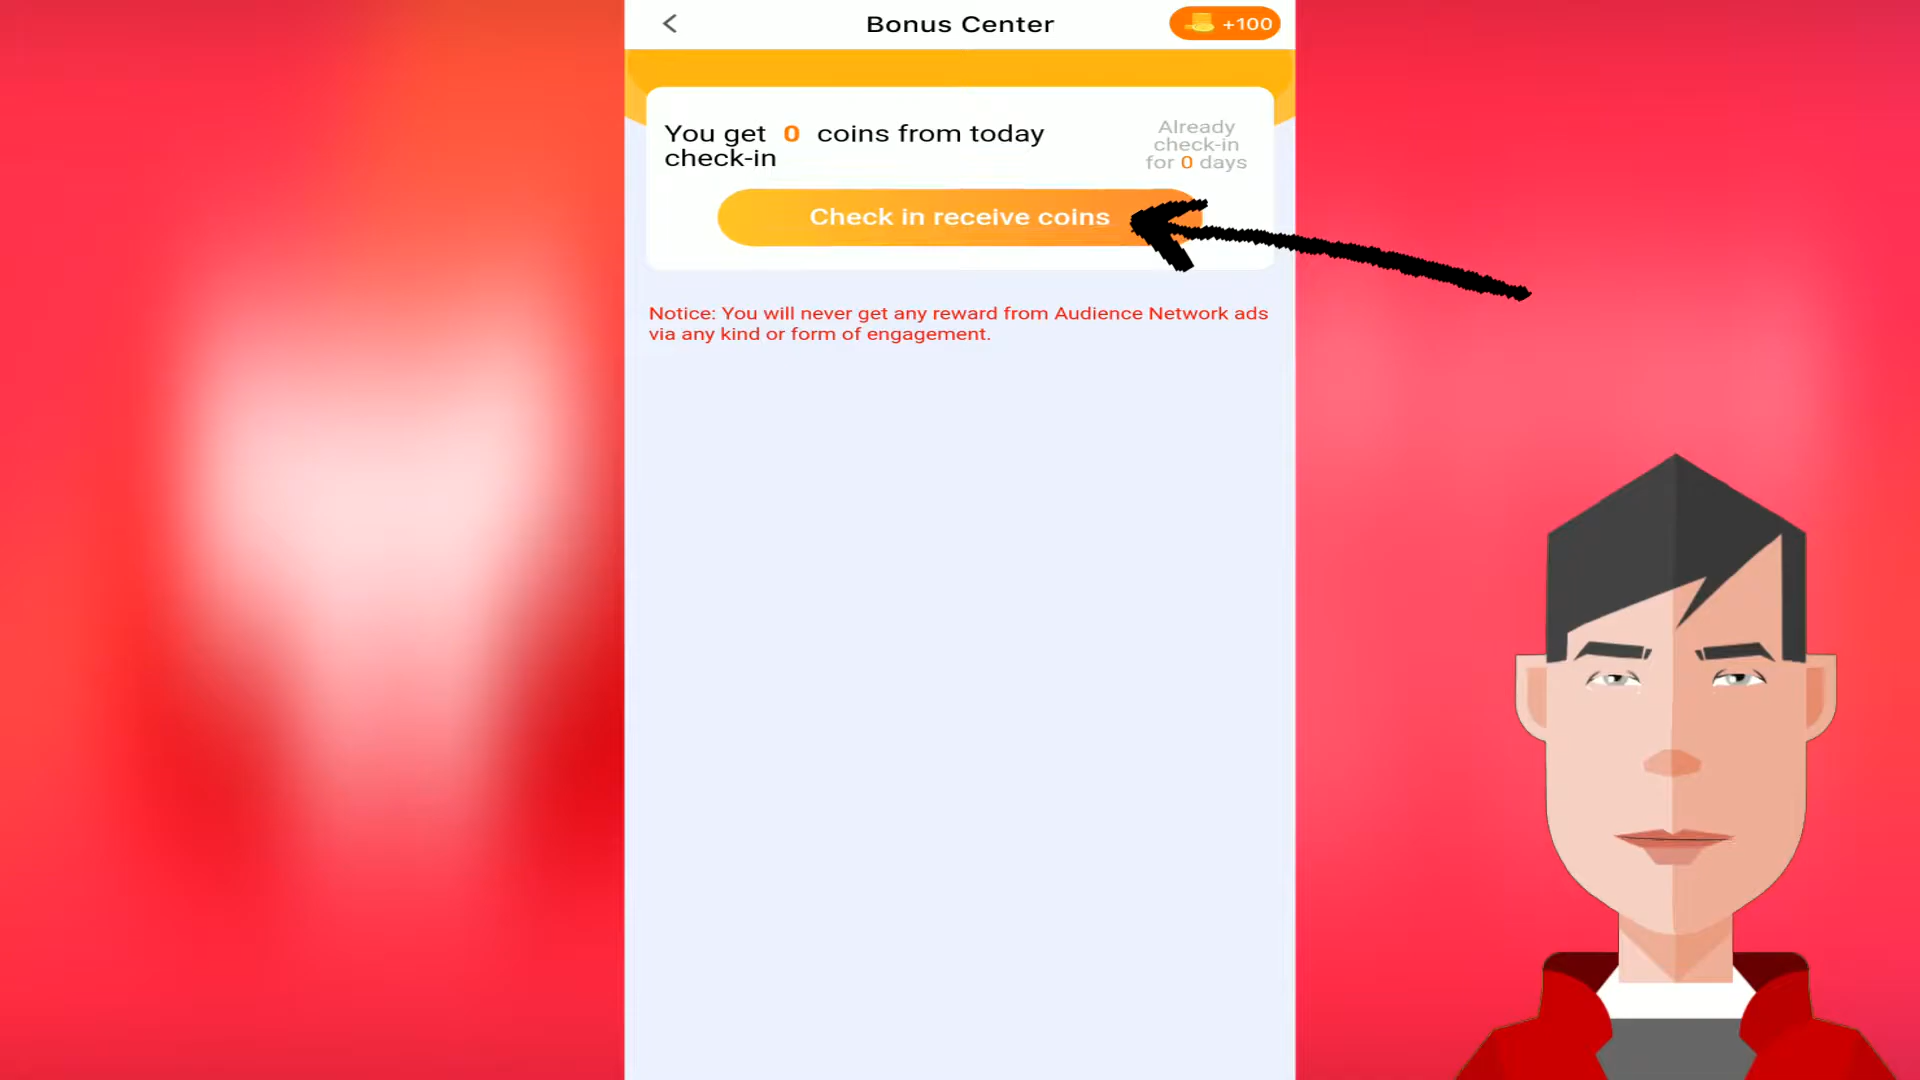 Bonus Center
+100
You get 0 coins from today
check-in
Already
check-in
for 0 days
Check in receive coins
Notice: You will never get any reward from Audience Network ads
via any kind or form of engagement.